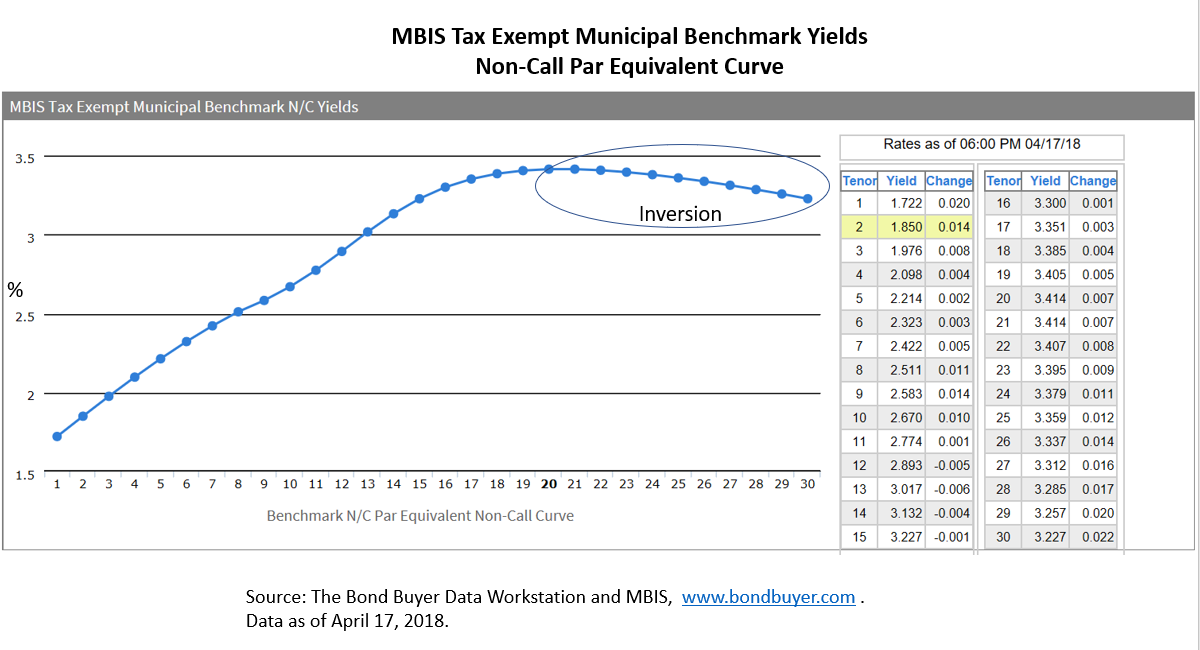 MBIS Tax Exempt Municipal Benchmark Yields
Non-Call Par Equivalent Curve
MBIS Tax Exempt Municipal Benchmark N/C Yields
3.5
3
%
2.5
2
1.5
Inversion
1 2 3 4 5 6 7 8 9 10 11 12 13 14 15 16 17 18 19 20 21 22 23 24 25 26 27 28 29 30
Benchmark N/C Par Equivalent Non-Call Curve
Rates as of 06:00 PM 04/17/18
Tenor Yield Change Tenor Yield Change
1 1.722 0.020 16 3.300 0.001
2 1.850 0.014 17 3.351 0.003
3 1.976 0.008 18 3.385 0.004
4 2.098 0.004 19 3.405 0.005
5 2.214 0.002 20 3.414 0.007
6 2.323 0.003 21 3.414 0.007
7 2.422 0.005 22 3.407 0.008
8 2.511 0.011 23 3.395 0.009
9 2.583 0.014 24 3.379 0.011
10 2.670 0.010 25 3.359 0.012
11 2.774 0.001 26 3.337 0.014
12 2.893 -0.005 27 3.312 0.016
13 3.017 -0.006 28 3.285 0.017
14 3.132 -0.004 29 3.257 0.020
15 3.227 -0.001 30 3.227 0.022
Source: The Bond Buyer Data Workstation and MBIS, www.bondbuyer.com .
Data as of April 17, 2018.